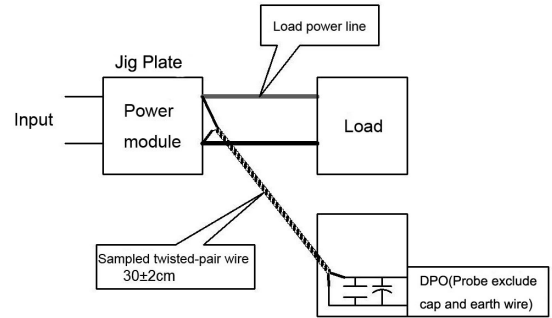 Load power line
Jig Plate
Input
Power
module
Load
Sampled twisted-pair wire
30±2cm
DPO(Probe exclude
cap and earth wire)